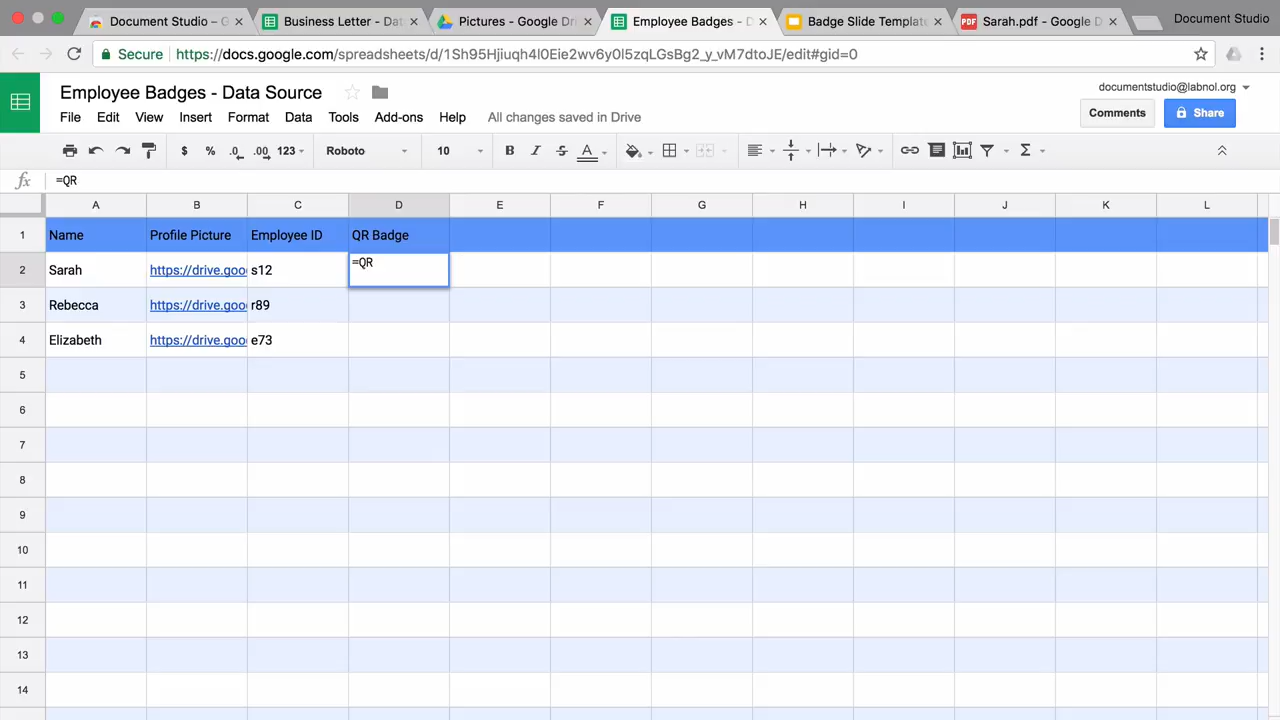 Document Studio – G
Business Letter - Dat
Pictures - Google Dri
Employee Badges - D
Badge Slide Template
Sarah.pdf - Google D
Document Studio
Secure
https://docs.google.com/spreadsheets/d/1Sh95Hjiuqh4l0Eie2wv6y0l5zqLGsBg2_y_vM7dtoJE/edit#gid=0
Employee Badges - Data Source
documentstudio@labnol.org
File Edit View Insert Format Data Tools Add-ons Help All changes saved in Drive
Comments
Share
$ % .0 .00 123 Roboto 10 B I S A Σ
fx =QR
A B C D E F G H I J K L
1 Name Profile Picture Employee ID QR Badge
2 Sarah https://drive.goo s12 =QR
3 Rebecca https://drive.goo r89
4 Elizabeth https://drive.goo e73
5
6
7
8
9
10
11
12
13
14